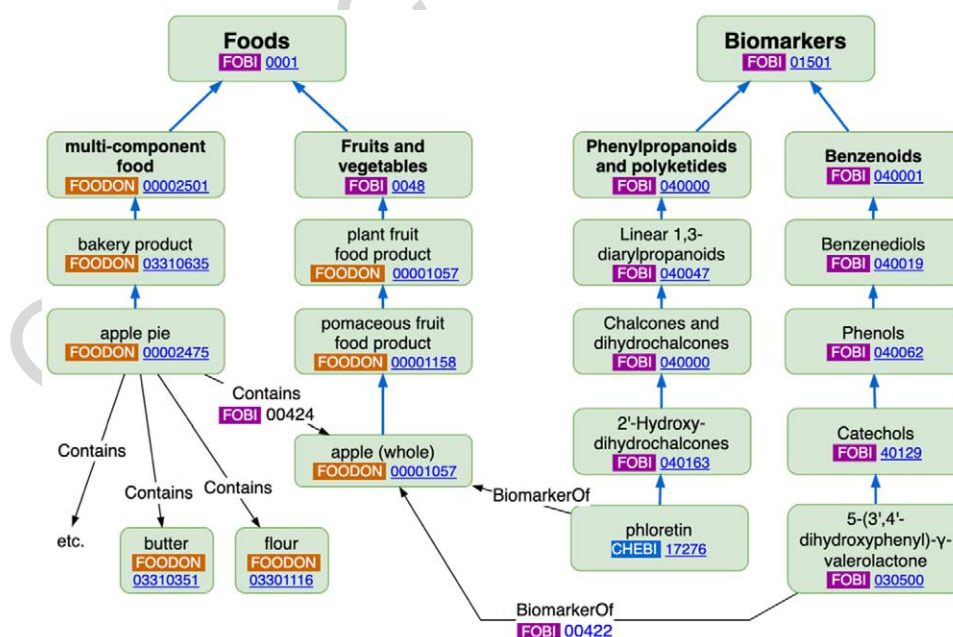 Foods
FOBI 0001
Biomarkers
FOBI 01501
multi-component
food
FOODON 00002501
Fruits and
vegetables
FOBI 0048
Phenylpropanoids
and polyketides
FOBI 040000
Benzenoids
FOBI 040001
bakery product
FOODON 03310635
plant fruit
food product
FOODON 00001057
Linear 1,3-
diarylpropanoids
FOBI 040047
Benzenediols
FOBI 040019
apple pie
FOODON 00002475
pomaceous fruit
food product
FOODON 00001158
Chalcones and
dihydrochalcones
FOBI 040000
Phenols
FOBI 040062
Contains
FOBI 00424
apple (whole)
FOODON 00001057
2'-Hydroxy-
dihydrochalcones
FOBI 040163
Catechols
FOBI 40129
Contains
Contains
Contains
BiomarkerOf
etc.
butter
FOODON
03310351
flour
FOODON
03301116
phloretin
CHEBI 17276
5-(3',4'-
dihydroxyphenyl)-γ-
valerolactone
FOBI 030500
BiomarkerOf
FOBI 00422